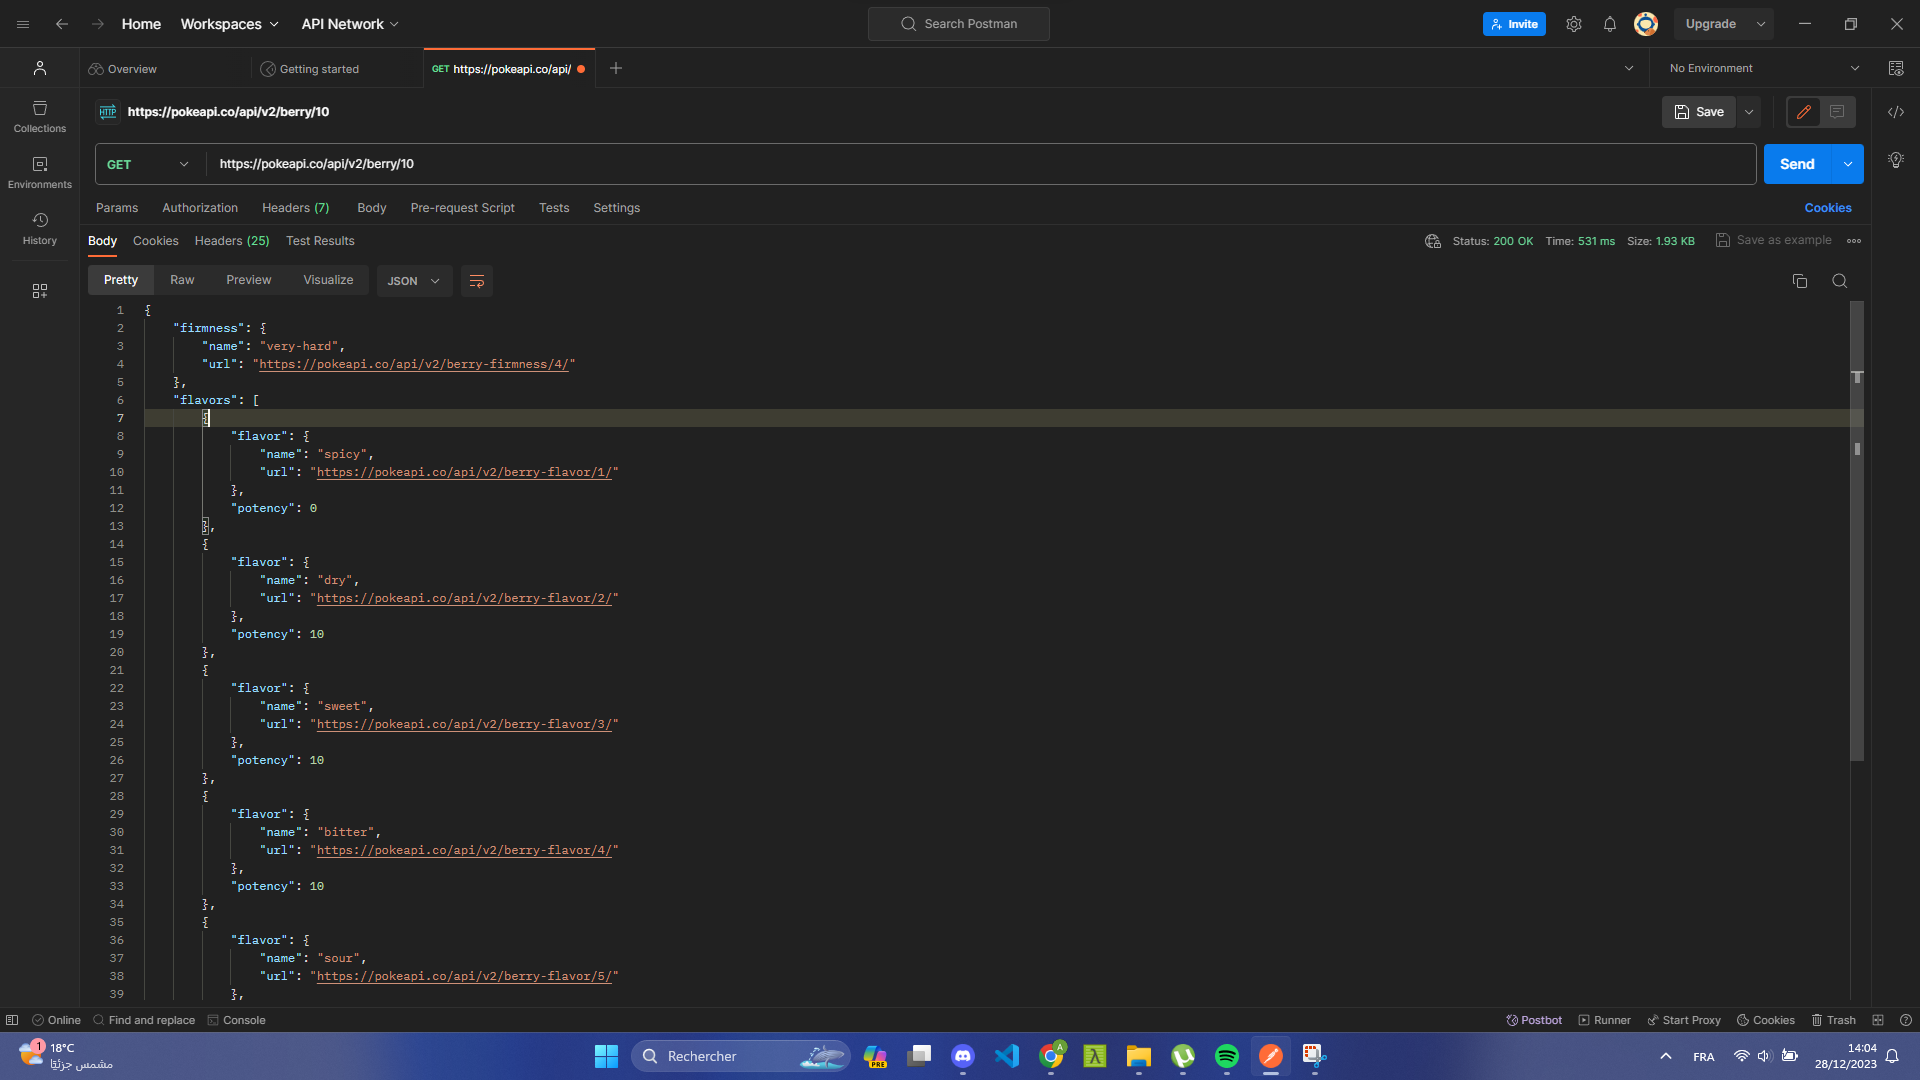 Home Workspaces API Network Search Postman Invite Upgrade
Overview Getting started GET https://pokeapi.co/api/ No Environment
HTTP https://pokeapi.co/api/v2/berry/10 Save
Collections
Environments
History
GET https://pokeapi.co/api/v2/berry/10 Send
Params Authorization Headers (7) Body Pre-request Script Tests Settings Cookies
Body Cookies Headers (25) Test Results Status: 200 OK Time: 531 ms Size: 1.93 KB Save as example
Pretty Raw Preview Visualize JSON
1 {
2 "firmness": {
3 "name": "very-hard",
4 "url": "https://pokeapi.co/api/v2/berry-firmness/4/"
5 },
6 "flavors": [
7 {
8 "flavor": {
9 "name": "spicy",
10 "url": "https://pokeapi.co/api/v2/berry-flavor/1/"
11 },
12 "potency": 0
13 },
14 {
15 "flavor": {
16 "name": "dry",
17 "url": "https://pokeapi.co/api/v2/berry-flavor/2/"
18 },
19 "potency": 10
20 },
21 {
22 "flavor": {
23 "name": "sweet",
24 "url": "https://pokeapi.co/api/v2/berry-flavor/3/"
25 },
26 "potency": 10
27 },
28 {
29 "flavor": {
30 "name": "bitter",
31 "url": "https://pokeapi.co/api/v2/berry-flavor/4/"
32 },
33 "potency": 10
34 },
35 {
36 "flavor": {
37 "name": "sour",
38 "url": "https://pokeapi.co/api/v2/berry-flavor/5/"
39 },
Online Find and replace Console Postbot Runner Start Proxy Cookies Trash
1 18°C
مشمس جزئيًا
Rechercher PRE A FRA
14:04
28/12/2023